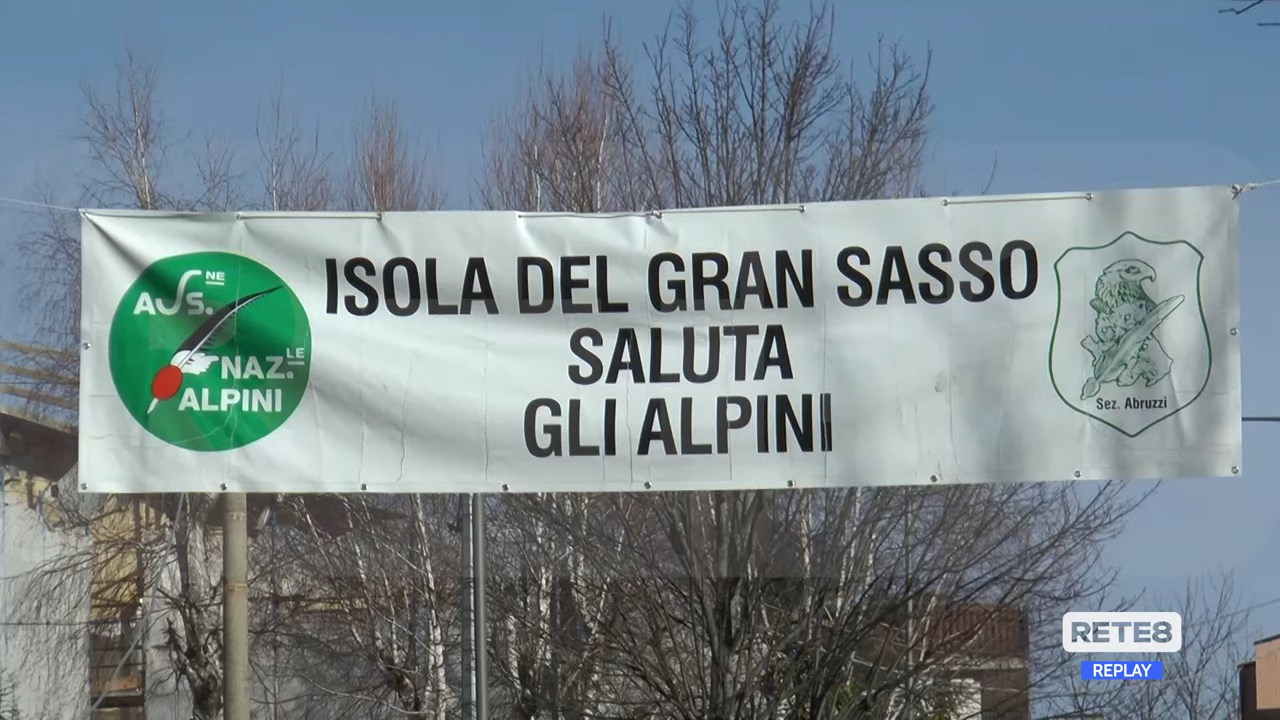 ASS.NE
NAZ.LE
ALPINI
ISOLA DEL GRAN SASSO
SALUTA
GLI ALPINI
Sez. Abruzzi
RETE8
REPLAY